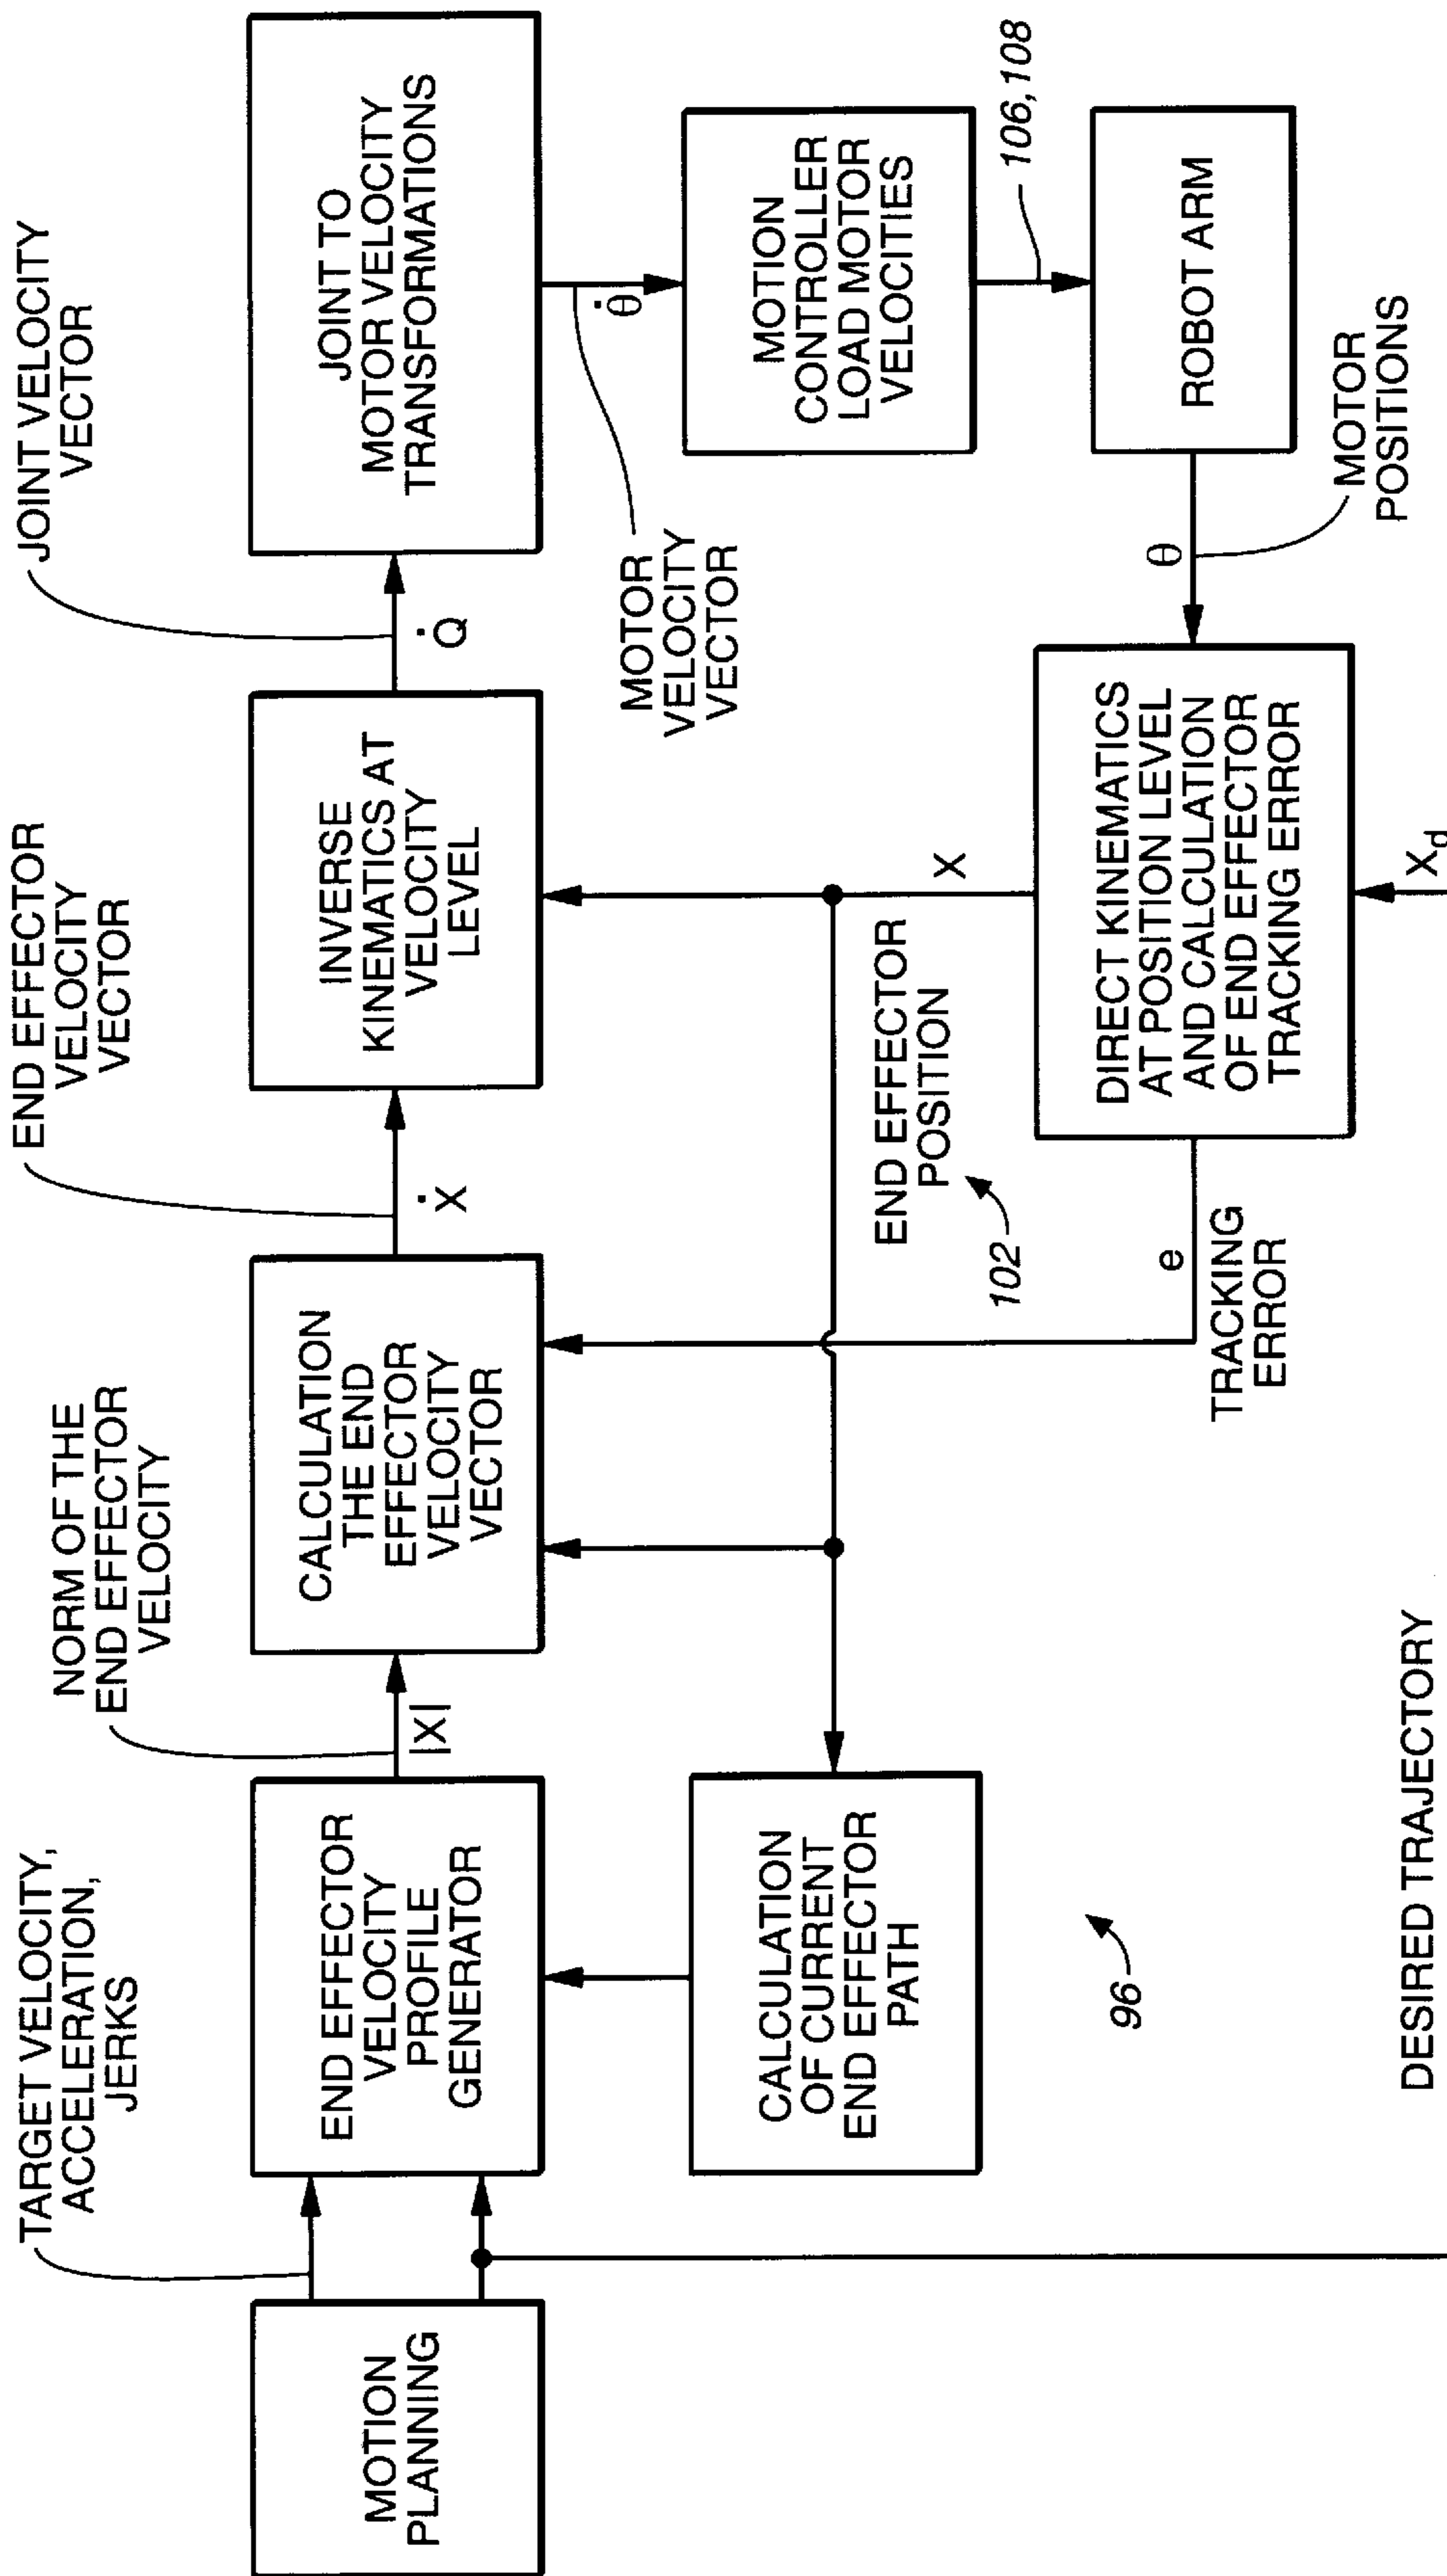 TARGET VELOCITY,
ACCELERATION,
JERKS
NORM OF THE
END EFFECTOR
VELOCITY
END EFFECTOR
VELOCITY
VECTOR
JOINT VELOCITY
VECTOR
MOTION
PLANNING
END EFFECTOR
VELOCITY
PROFILE
GENERATOR
|X|
CALCULATION
THE END
EFFECTOR
VELOCITY
VECTOR
Ẋ
INVERSE
KINEMATICS AT
VELOCITY
LEVEL
Q̇
JOINT TO
MOTOR VELOCITY
TRANSFORMATIONS
MOTOR
VELOCITY
VECTOR
θ̇
CALCULATION
OF CURRENT
END EFFECTOR
PATH
END EFFECTOR
POSITION
X
MOTION
CONTROLLER
LOAD MOTOR
VELOCITIES
102
106,108
96
e
TRACKING
ERROR
DIRECT KINEMATICS
AT POSITION LEVEL
AND CALCULATION
OF END EFFECTOR
TRACKING ERROR
θ
ROBOT ARM
MOTOR
POSITIONS
DESIRED TRAJECTORY
Xd